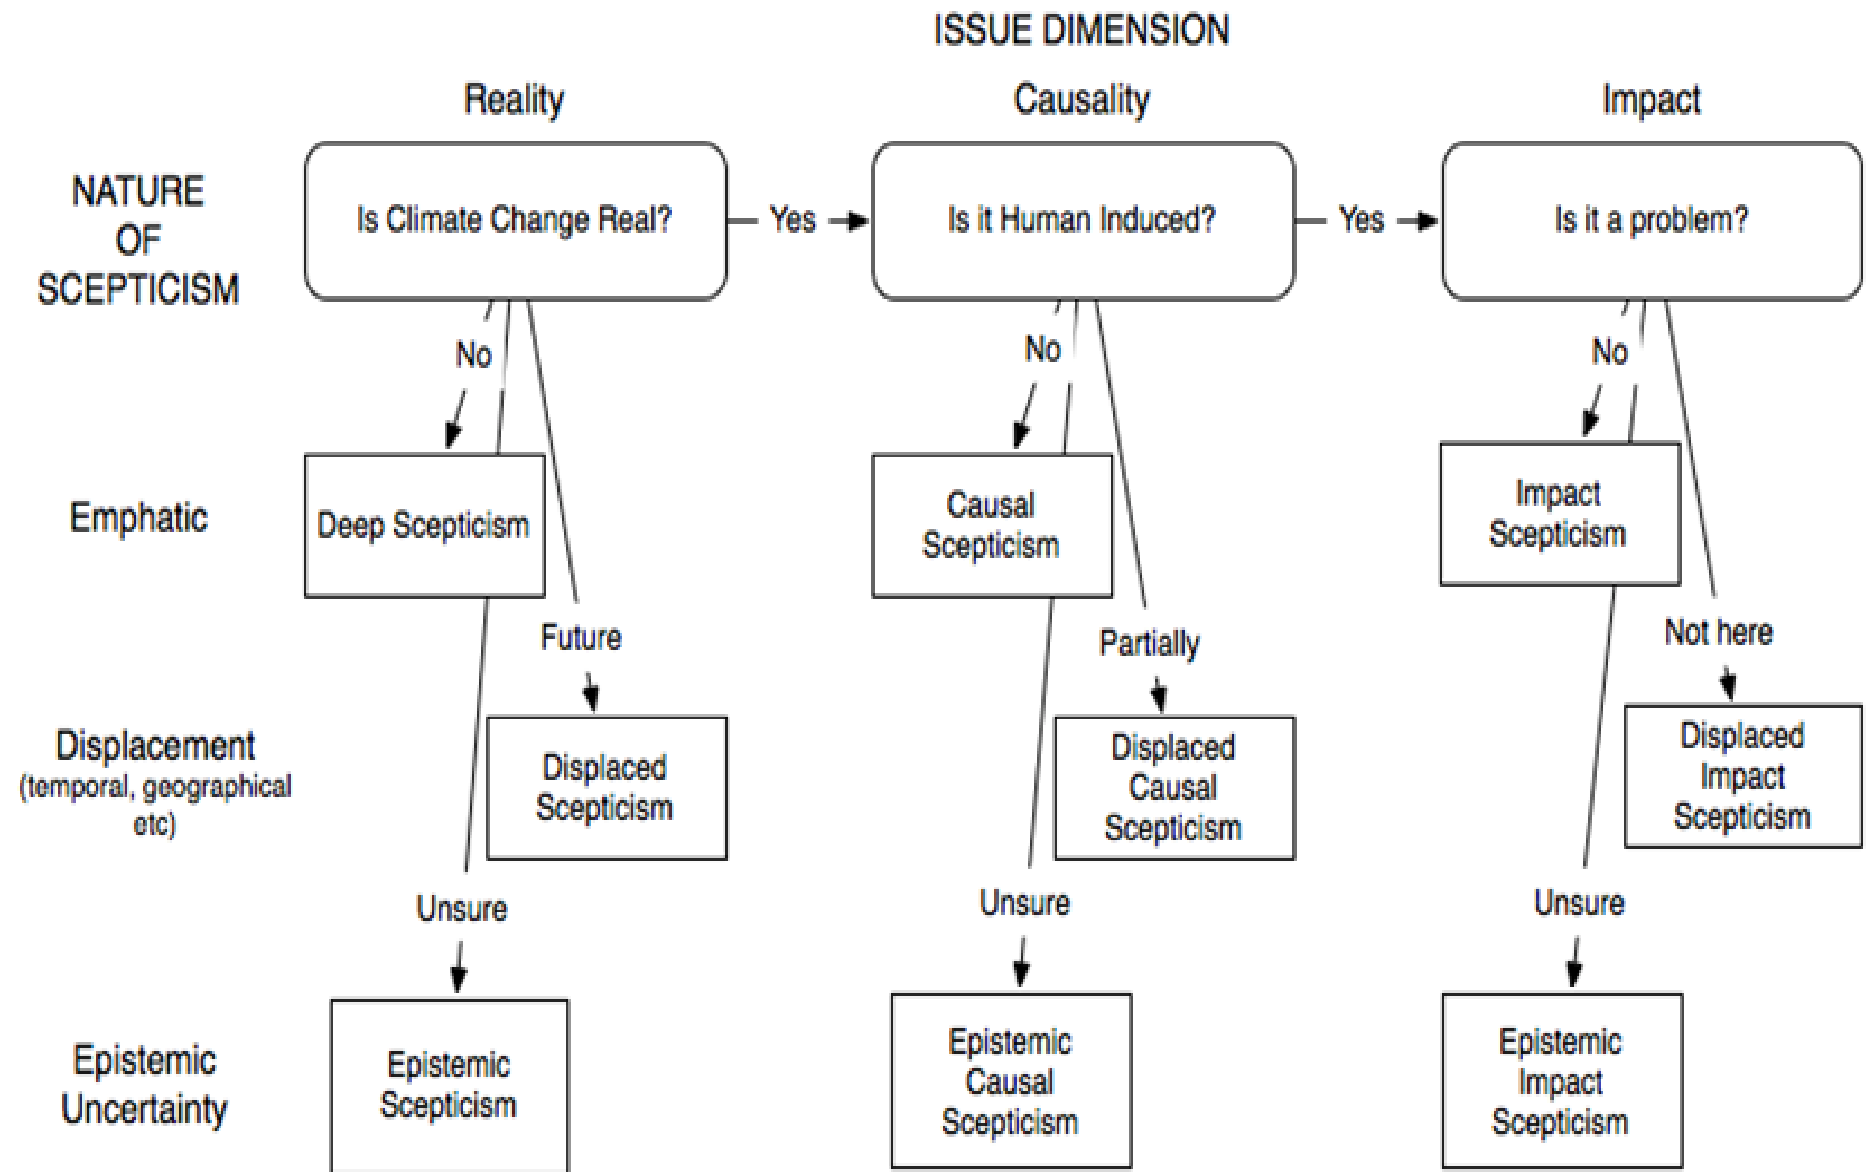 ISSUE DIMENSION
Reality
Causality
Impact
NATURE
OF
SCEPTICISM
Is Climate Change Real?
Yes
Is it Human Induced?
Yes
Is it a problem?
No
No
No
Emphatic
Deep Scepticism
Causal
Scepticism
Impact
Scepticism
Future
Partially
Not here
Displacement
(temporal, geographical
etc)
Displaced
Scepticism
Displaced
Causal
Scepticism
Displaced
Impact
Scepticism
Unsure
Unsure
Unsure
Epistemic
Uncertainty
Epistemic
Scepticism
Epistemic
Causal
Scepticism
Epistemic
Impact
Scepticism